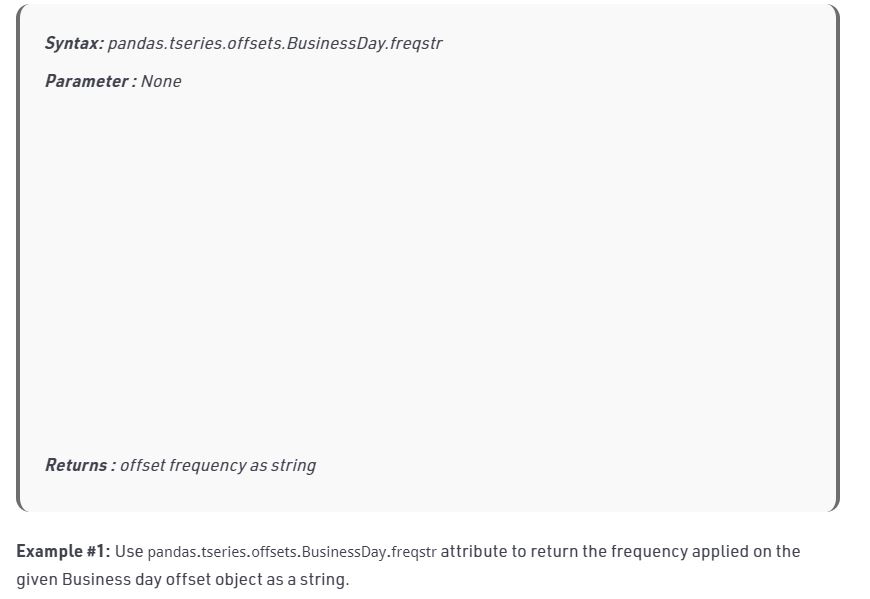 Syntax: pandas.tseries.offsets.BusinessDay.freqstr
Parameter : None
Returns : offset frequency as string
Example #1: Use pandas.tseries.offsets.BusinessDay.freqstr attribute to return the frequency applied on the
given Business day offset object as a string.